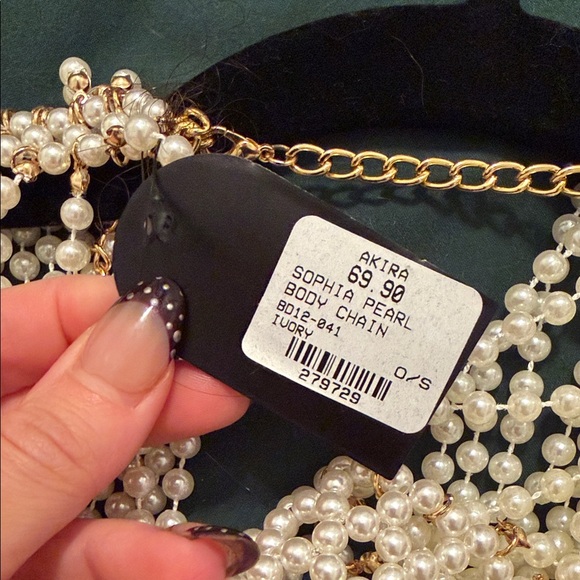 AKIRA
69.90
SOPHIA PEARL
BODY CHAIN
BD12-041
IVORY
O/S
279729